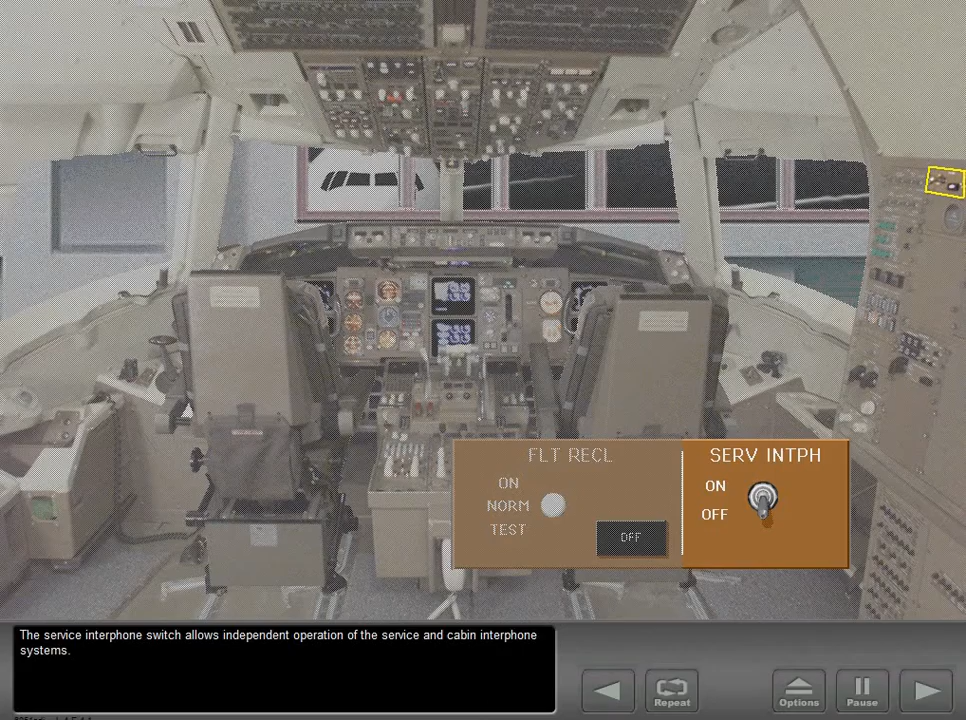 FLT RECL
ON
NORM
TEST
OFF
SERV INTPH
ON
OFF
The service interphone switch allows independent operation of the service and cabin interphone
systems.
Repeat
Options
Pause